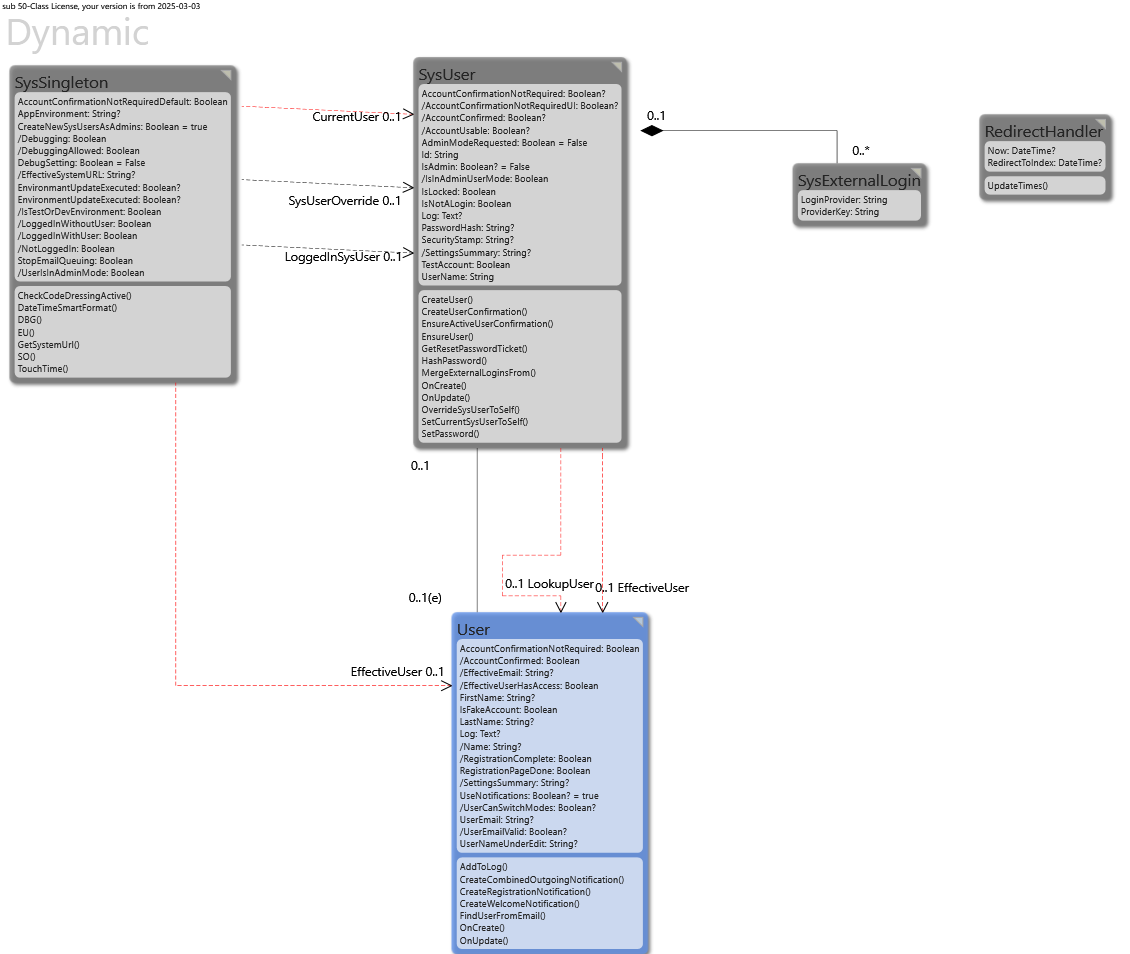 sub 50-Class License, your version is from 2025-03-03
Dynamic
SysSingleton
AccountConfirmationNotRequiredDefault: Boolean
AppEnvironment: String?
CreateNewSysUsersAsAdmins: Boolean = true
/Debugging: Boolean
/DebuggingAllowed: Boolean
DebugSetting: Boolean = False
/EffectiveSystemURL: String?
EnvironmantUpdateExecuted: Boolean?
EnvironmentUpdateExecuted: Boolean?
/IsTestOrDevEnvironment: Boolean
/LoggedInWithoutUser: Boolean
/LoggedInWithUser: Boolean
/NotLoggedIn: Boolean
StopEmailQueuing: Boolean
/UserIsInAdminMode: Boolean
CheckCodeDressingActive()
DateTimeSmartFormat()
DBG()
EU()
GetSystemUrl()
SO()
TouchTime()
CurrentUser 0..1
SysUserOverride 0..1
LoggedInSysUser 0..1
SysUser
AccountConfirmationNotRequired: Boolean?
/AccountConfirmationNotRequiredUI: Boolean?
/AccountConfirmed: Boolean?
/AccountUsable: Boolean?
AdminModeRequested: Boolean = False
Id: String
IsAdmin: Boolean? = False
/IsInAdminUserMode: Boolean
IsLocked: Boolean
IsNotALogin: Boolean
Log: Text?
PasswordHash: String?
SecurityStamp: String?
/SettingsSummary: String?
TestAccount: Boolean
UserName: String
CreateUser()
CreateUserConfirmation()
EnsureActiveUserConfirmation()
EnsureUser()
GetResetPasswordTicket()
HashPassword()
MergeExternalLoginsFrom()
OnCreate()
OnUpdate()
OverrideSysUserToSelf()
SetCurrentSysUserToSelf()
SetPassword()
0..1
0..*
SysExternalLogin
LoginProvider: String
ProviderKey: String
RedirectHandler
Now: DateTime?
RedirectToIndex: DateTime?
UpdateTimes()
0..1
0..1 LookupUser
0..1 EffectiveUser
0..1(e)
EffectiveUser 0..1
User
AccountConfirmationNotRequired: Boolean
/AccountConfirmed: Boolean
/EffectiveEmail: String?
/EffectiveUserHasAccess: Boolean
FirstName: String?
IsFakeAccount: Boolean
LastName: String?
Log: Text?
/Name: String?
/RegistrationComplete: Boolean
RegistrationPageDone: Boolean
/SettingsSummary: String?
UseNotifications: Boolean? = true
/UserCanSwitchModes: Boolean?
UserEmail: String?
/UserEmailValid: Boolean?
UserNameUnderEdit: String?
AddToLog()
CreateCombinedOutgoingNotification()
CreateRegistrationNotification()
CreateWelcomeNotification()
FindUserFromEmail()
OnCreate()
OnUpdate()